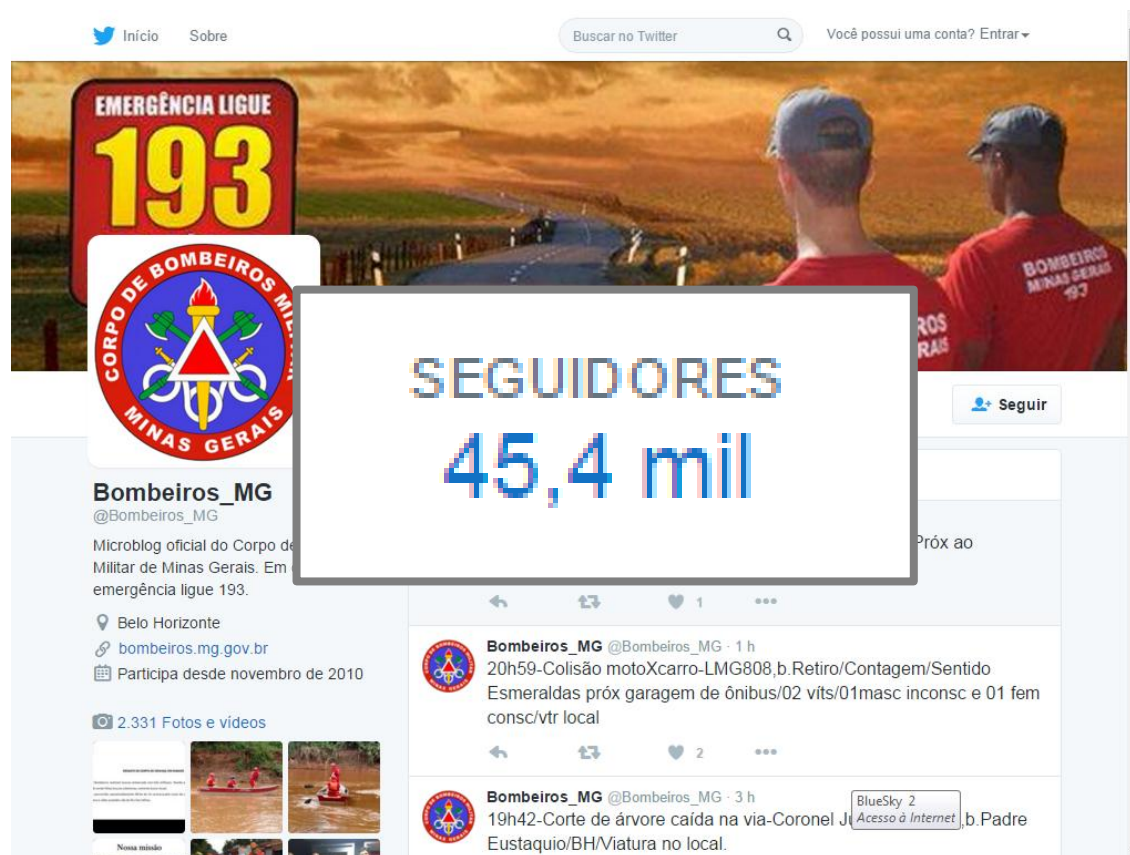 Início Sobre Buscar no Twitter Você possui uma conta? Entrar
EMERGÊNCIA LIGUE
193
BOMBEIROS
MINAS GERAIS
193
CORPO DE BOMBEIROS MILITAR
MINAS GERAIS
SEGUIDORES
45,4 mil
Seguir
Bombeiros_MG
@Bombeiros_MG
Microblog oficial do Corpo de
Militar de Minas Gerais. Em
emergência ligue 193.
Belo Horizonte
bombeiros.mg.gov.br
Participa desde novembro de 2010
2.331 Fotos e vídeos
Nossa missão
Próx ao
1
Bombeiros_MG @Bombeiros_MG · 1 h
20h59-Colisão motoXcarro-LMG808,b.Retiro/Contagem/Sentido
Esmeraldas próx garagem de ônibus/02 víts/01masc inconsc e 01 fem
consc/vtr local
2
Bombeiros_MG @Bombeiros_MG · 3 h
19h42-Corte de árvore caída na via-Coronel ,b.Padre
Eustaquio/BH/Viatura no local.
BlueSky 2
Acesso à Internet